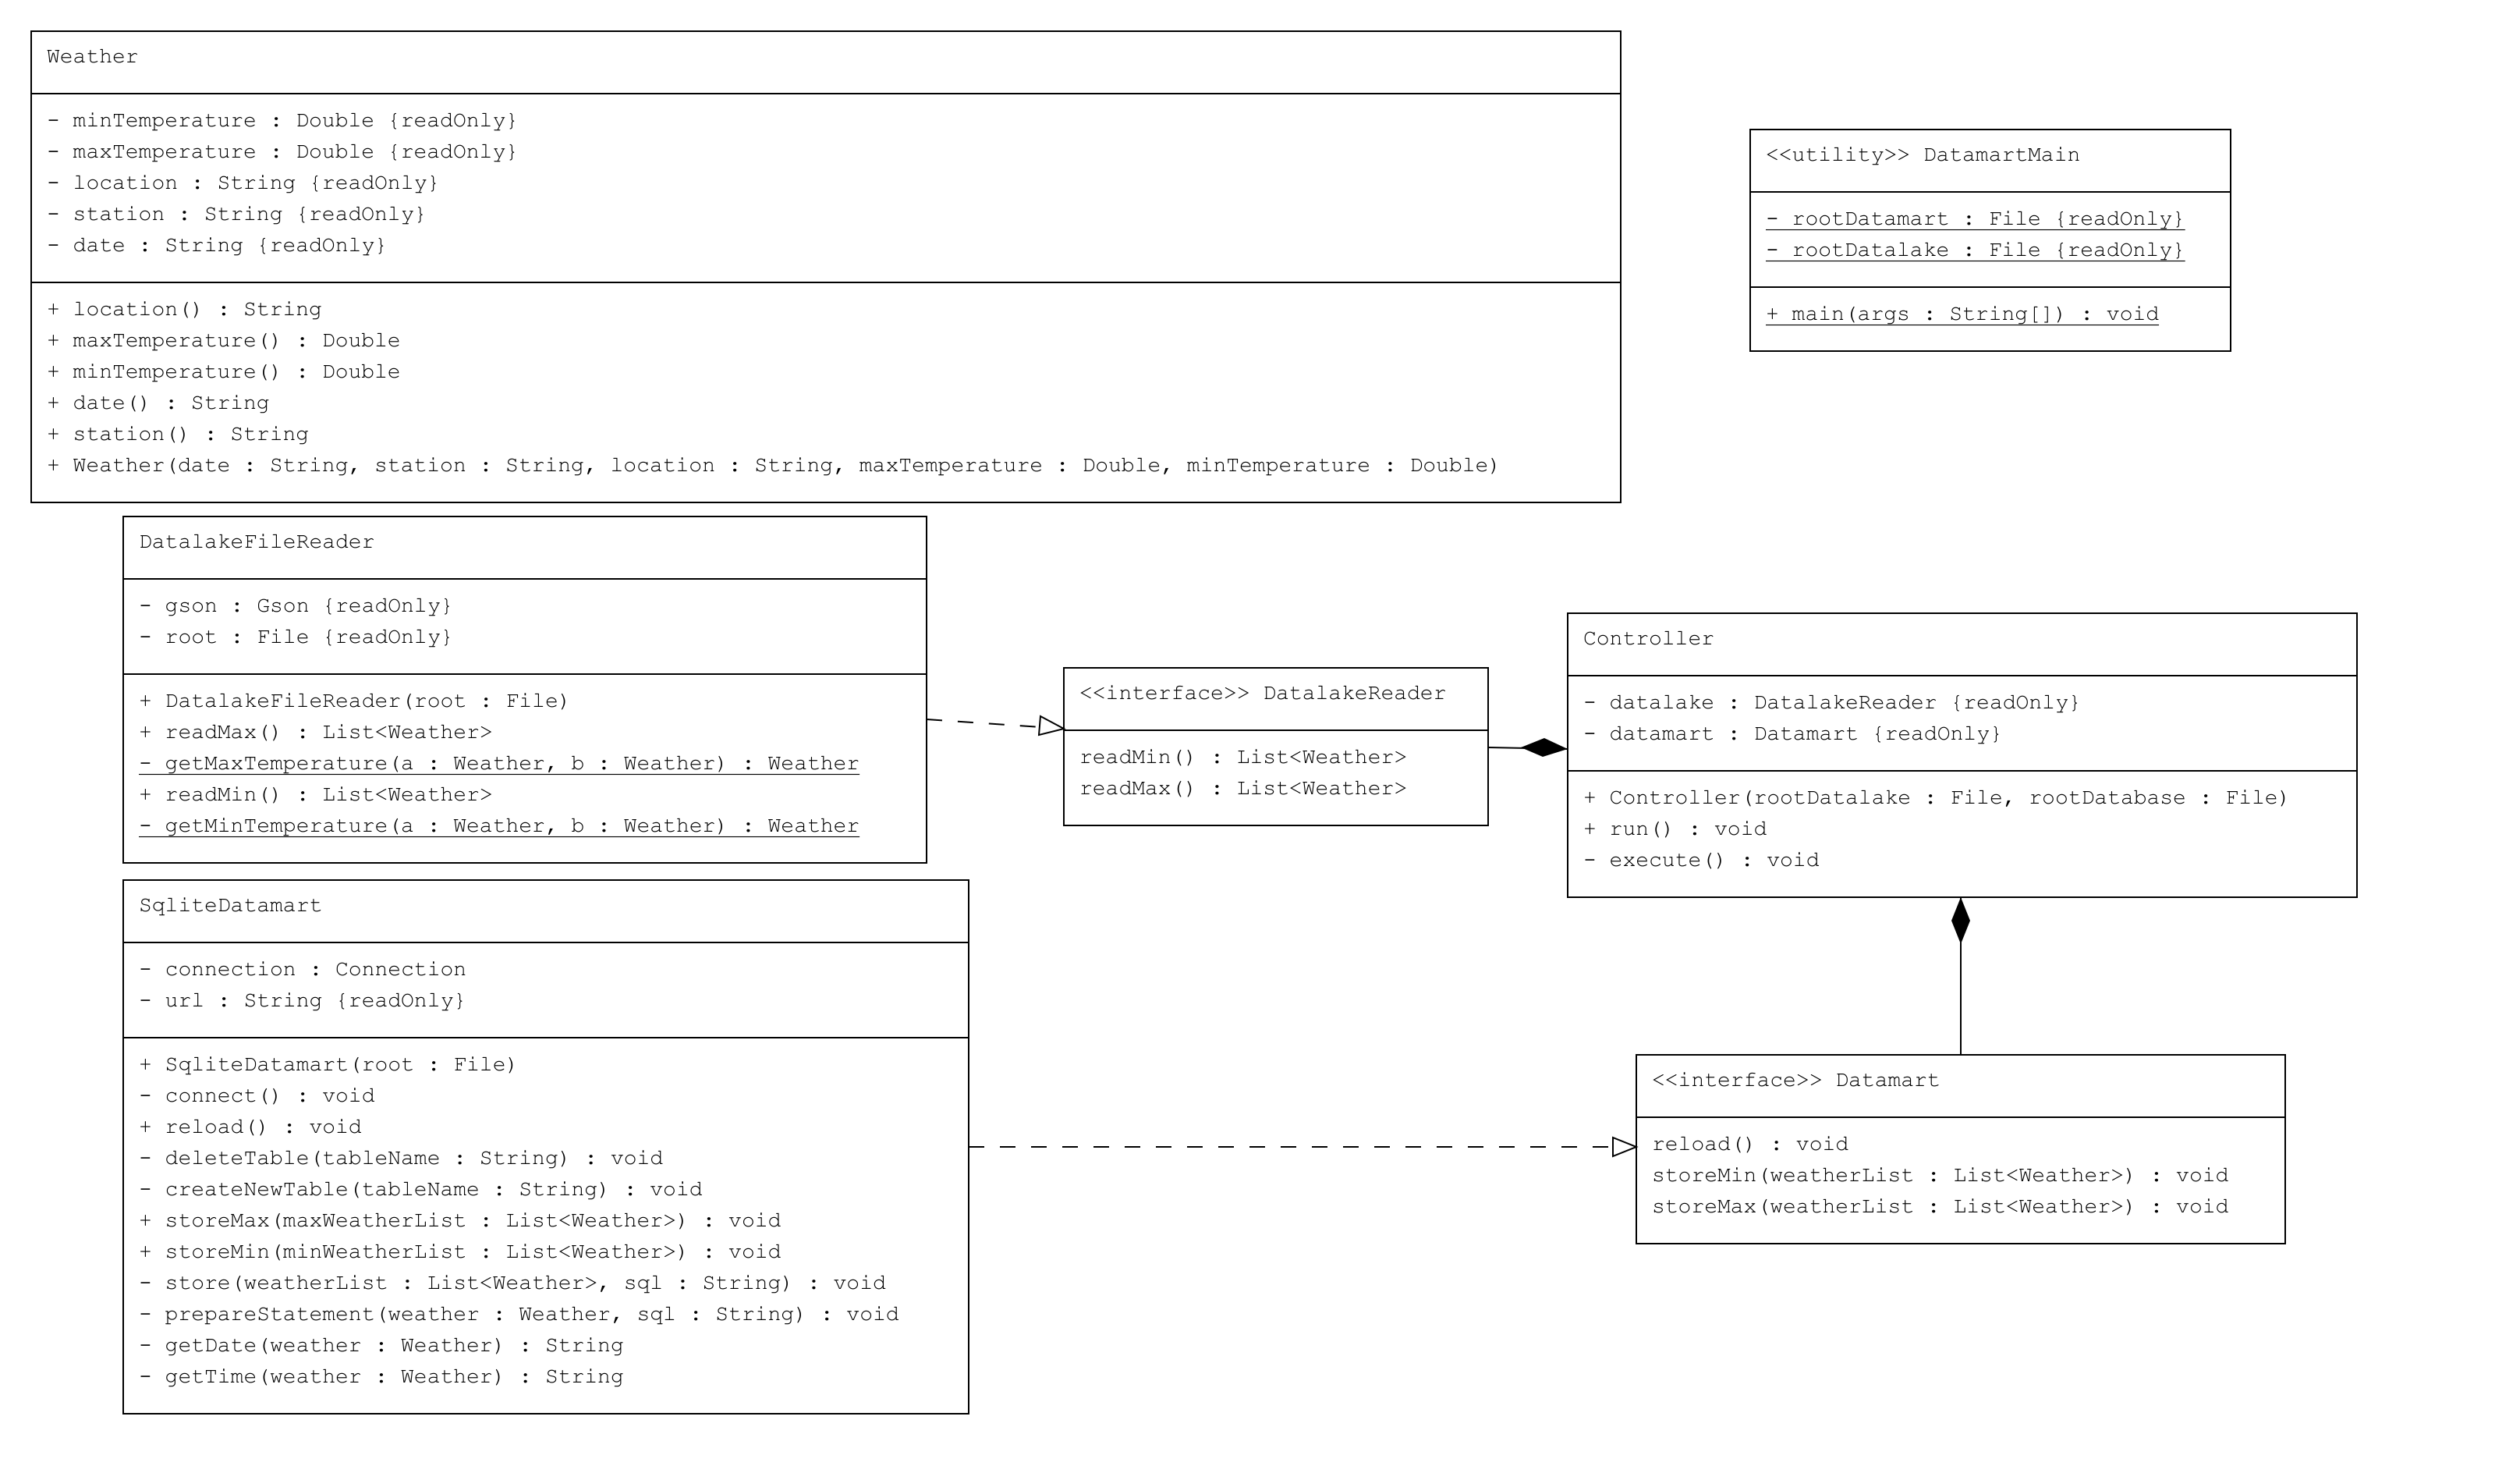 Weather
- minTemperature : Double {readOnly}
- maxTemperature : Double {readOnly}
- location : String {readOnly}
- station : String {readOnly}
- date : String {readOnly}
+ location() : String
+ maxTemperature() : Double
+ minTemperature() : Double
+ date() : String
+ station() : String
+ Weather(date : String, station : String, location : String, maxTemperature : Double, minTemperature : Double)
<<utility>> DatamartMain
- rootDatamart : File {readOnly}
- rootDatalake : File {readOnly}
+ main(args : String[]) : void
DatalakeFileReader
- gson : Gson {readOnly}
- root : File {readOnly}
+ DatalakeFileReader(root : File)
+ readMax() : List<Weather>
- getMaxTemperature(a : Weather, b : Weather) : Weather
+ readMin() : List<Weather>
- getMinTemperature(a : Weather, b : Weather) : Weather
<<interface>> DatalakeReader
readMin() : List<Weather>
readMax() : List<Weather>
Controller
- datalake : DatalakeReader {readOnly}
- datamart : Datamart {readOnly}
+ Controller(rootDatalake : File, rootDatabase : File)
+ run() : void
- execute() : void
SqliteDatamart
- connection : Connection
- url : String {readOnly}
+ SqliteDatamart(root : File)
- connect() : void
+ reload() : void
- deleteTable(tableName : String) : void
- createNewTable(tableName : String) : void
+ storeMax(maxWeatherList : List<Weather>) : void
+ storeMin(minWeatherList : List<Weather>) : void
- store(weatherList : List<Weather>, sql : String) : void
- prepareStatement(weather : Weather, sql : String) : void
- getDate(weather : Weather) : String
- getTime(weather : Weather) : String
<<interface>> Datamart
reload() : void
storeMin(weatherList : List<Weather>) : void
storeMax(weatherList : List<Weather>) : void